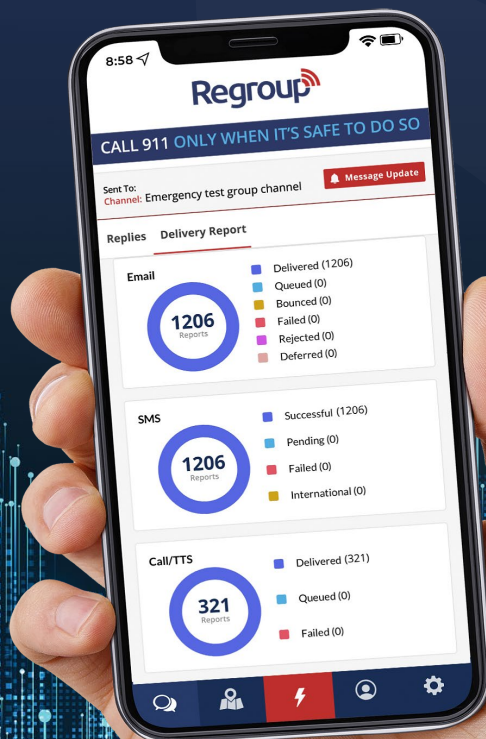 8:58
Regroup
CALL 911 ONLY WHEN IT'S SAFE TO DO SO
Sent To:
Channel: Emergency test group channel
Message Update
Replies Delivery Report
Email
1206
Reports
Delivered (1206)
Queued (0)
Bounced (0)
Failed (0)
Rejected (0)
Deferred (0)
SMS
1206
Reports
Successful (1206)
Pending (0)
Failed (0)
International (0)
Call/TTS
321
Reports
Delivered (321)
Queued (0)
Failed (0)